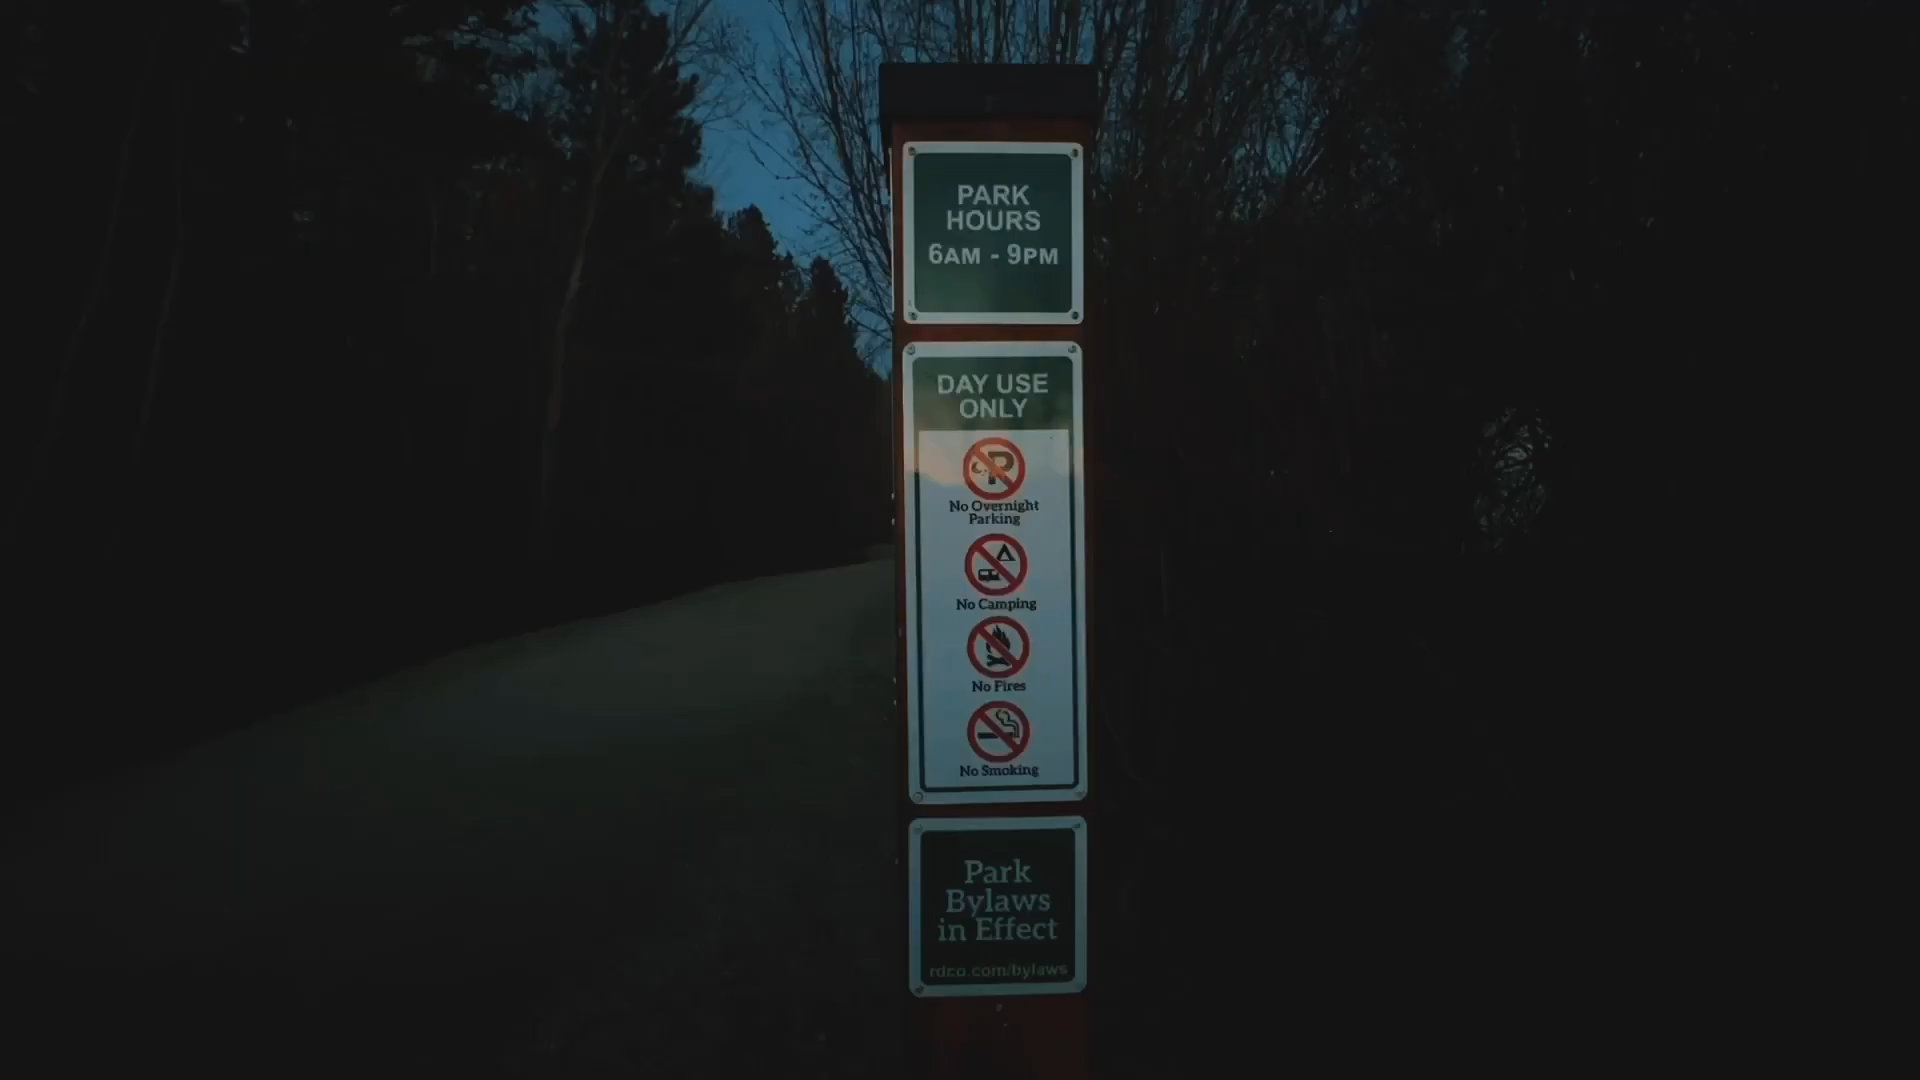 PARK
HOURS
6AM - 9PM
DAY USE
ONLY
P
No Overnight
Parking
No Camping
No Fires
No Smoking
Park
Bylaws
in Effect
rdco.com/bylaws